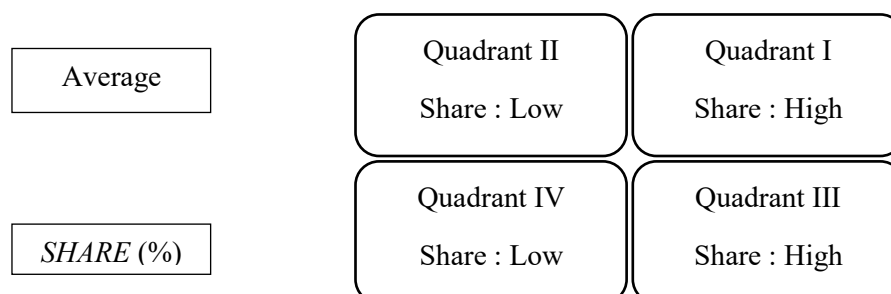 Average
Quadrant II
Share : Low
Quadrant I
Share : High
SHARE (%)
Quadrant IV
Share : Low
Quadrant III
Share : High